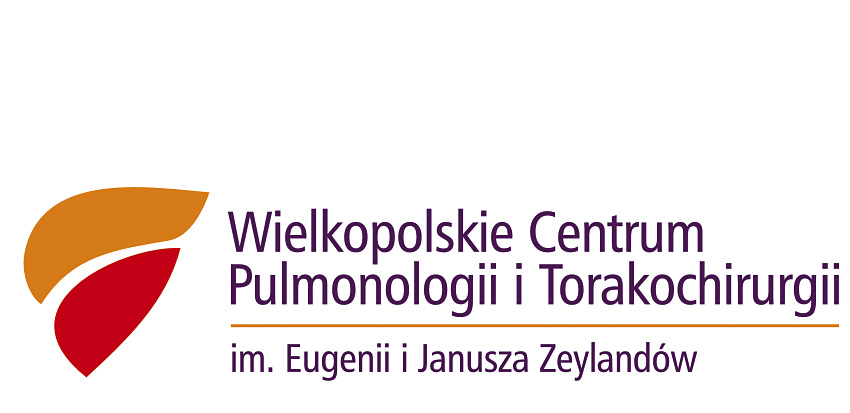 Wielkopolskie Centrum
Pulmonologii i Torakochirurgii
im. Eugenii i Janusza Zeylandów